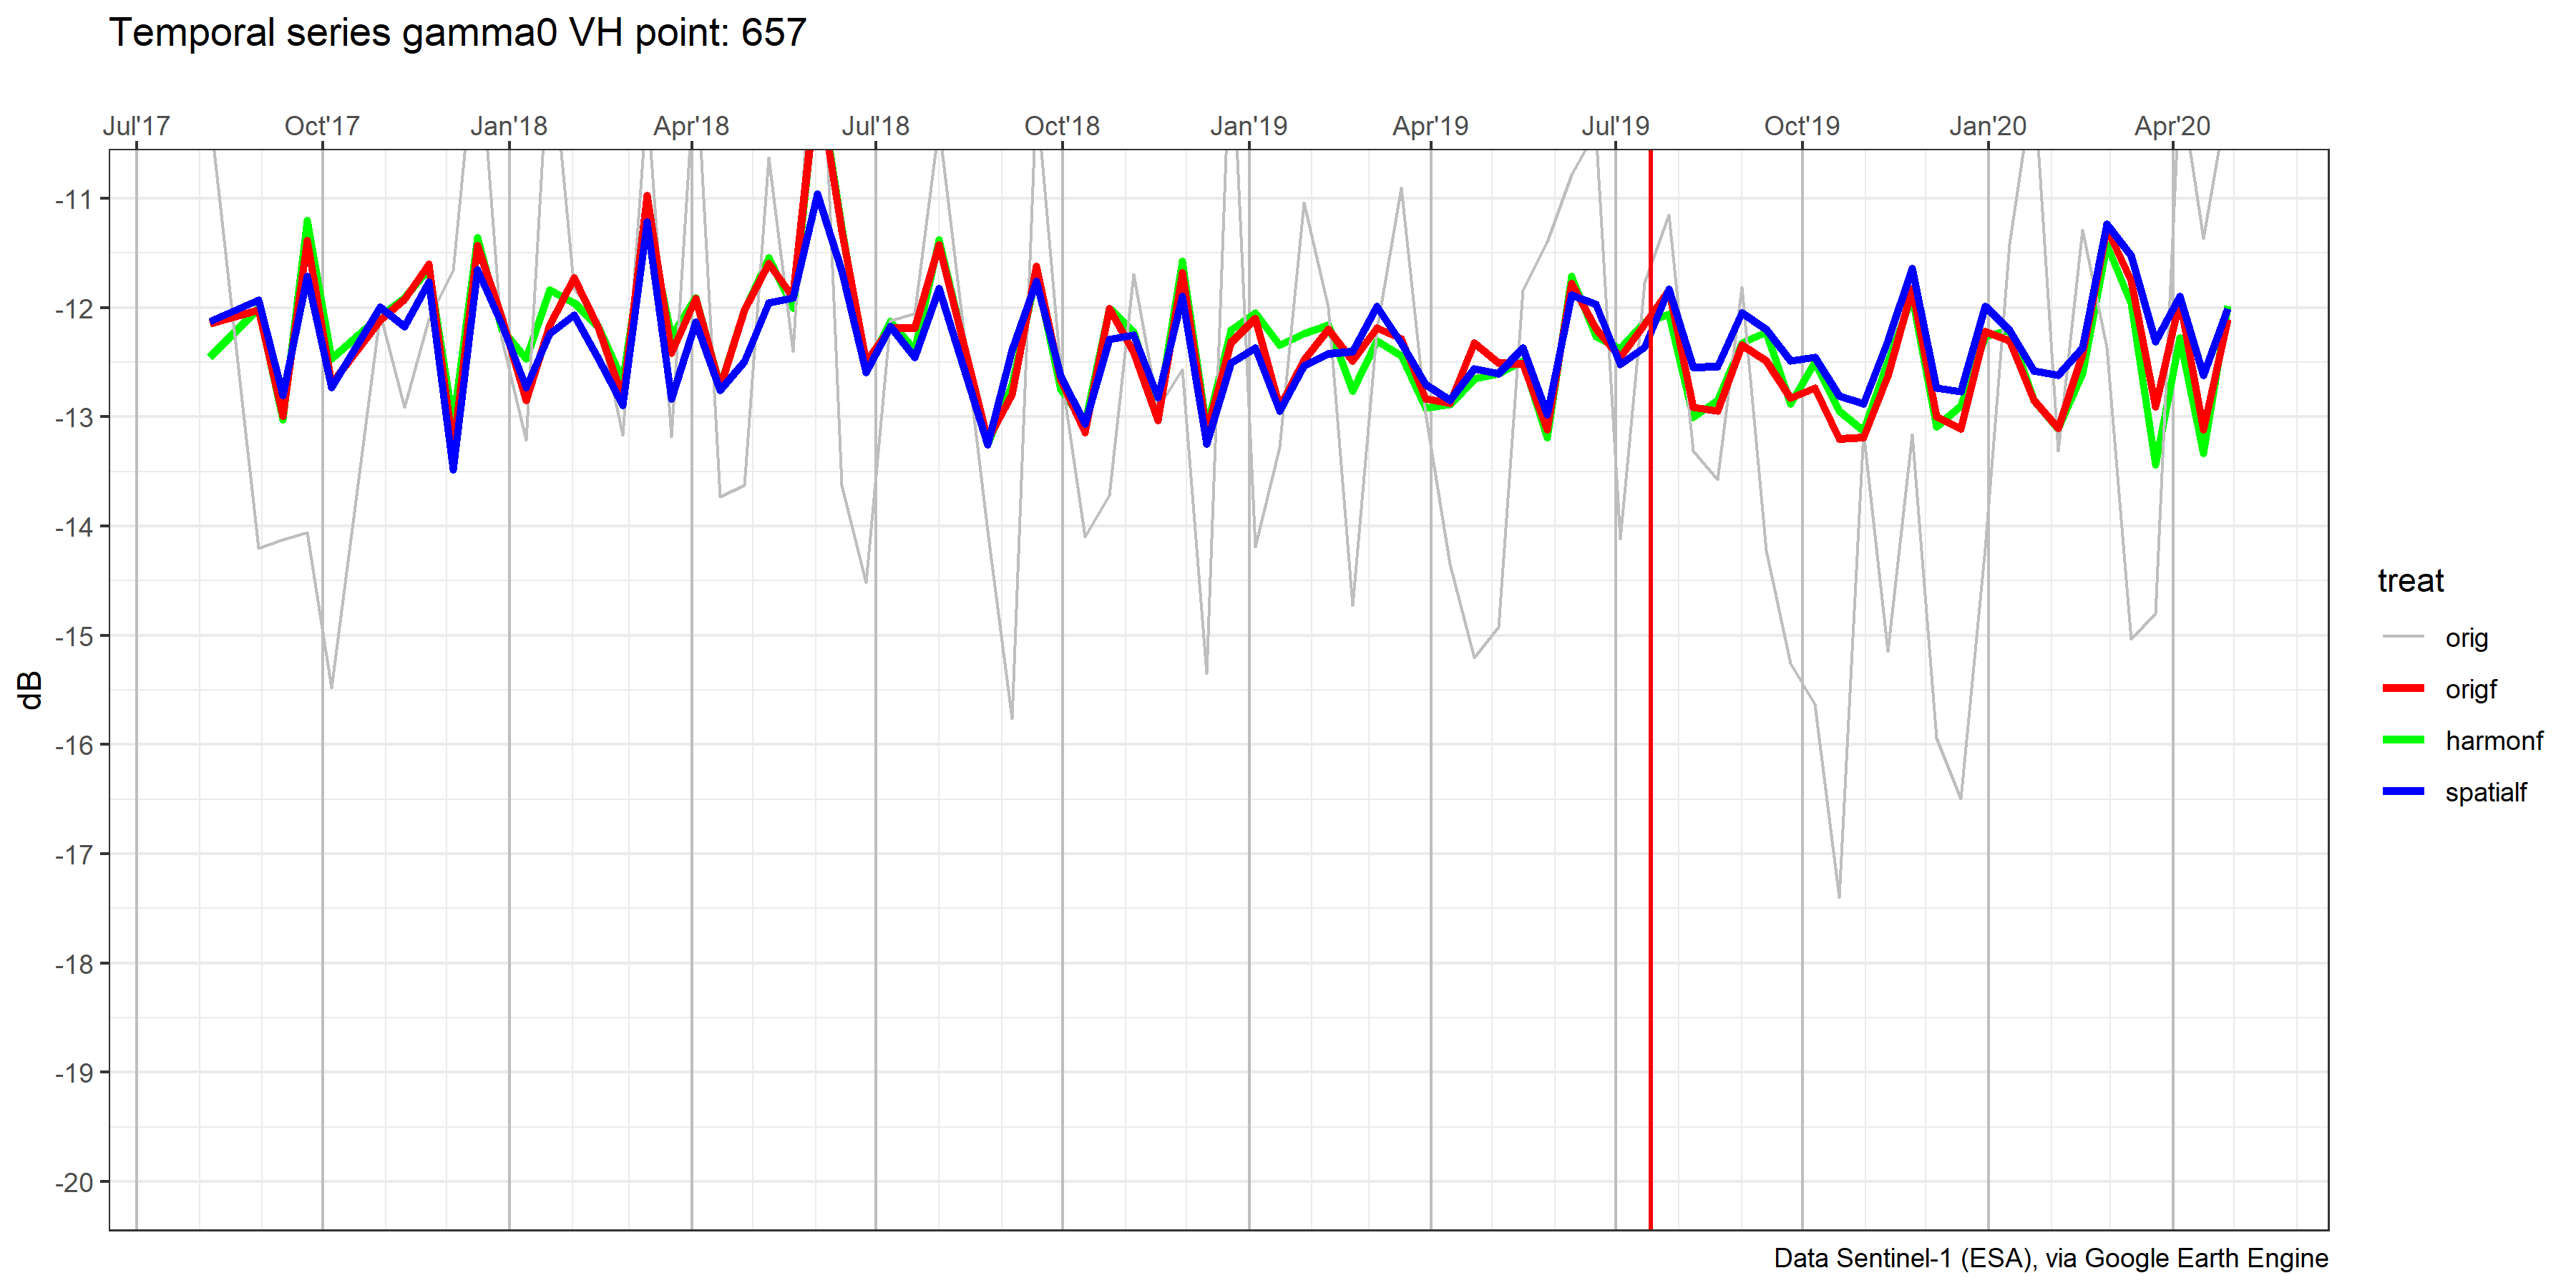 Temporal series gamma0 VH point: 657
Jul'17 Oct'17 Jan'18 Apr'18 Jul'18 Oct'18 Jan'19 Apr'19 Jul'19 Oct'19 Jan'20 Apr'20
-11
-12
-13
-14
-15
-16
-17
-18
-19
-20
dB
treat
orig
origf
harmonf
spatialf
Data Sentinel-1 (ESA), via Google Earth Engine